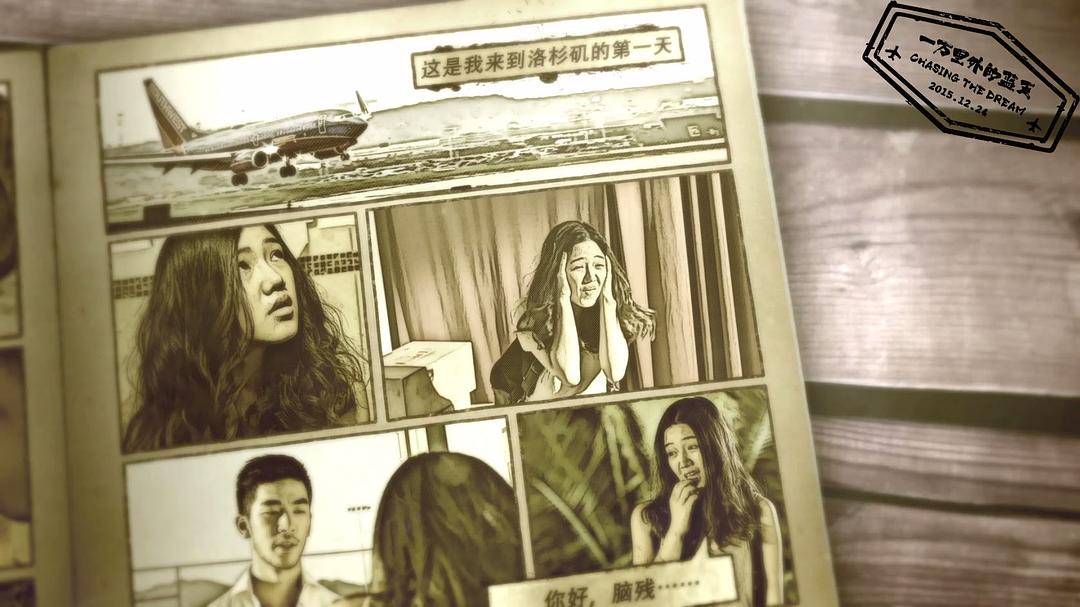 这是我来到洛杉矶的第一天
一万里外的蓝天
CHASING THE DREAM
2015.12.24
你好，脑残……